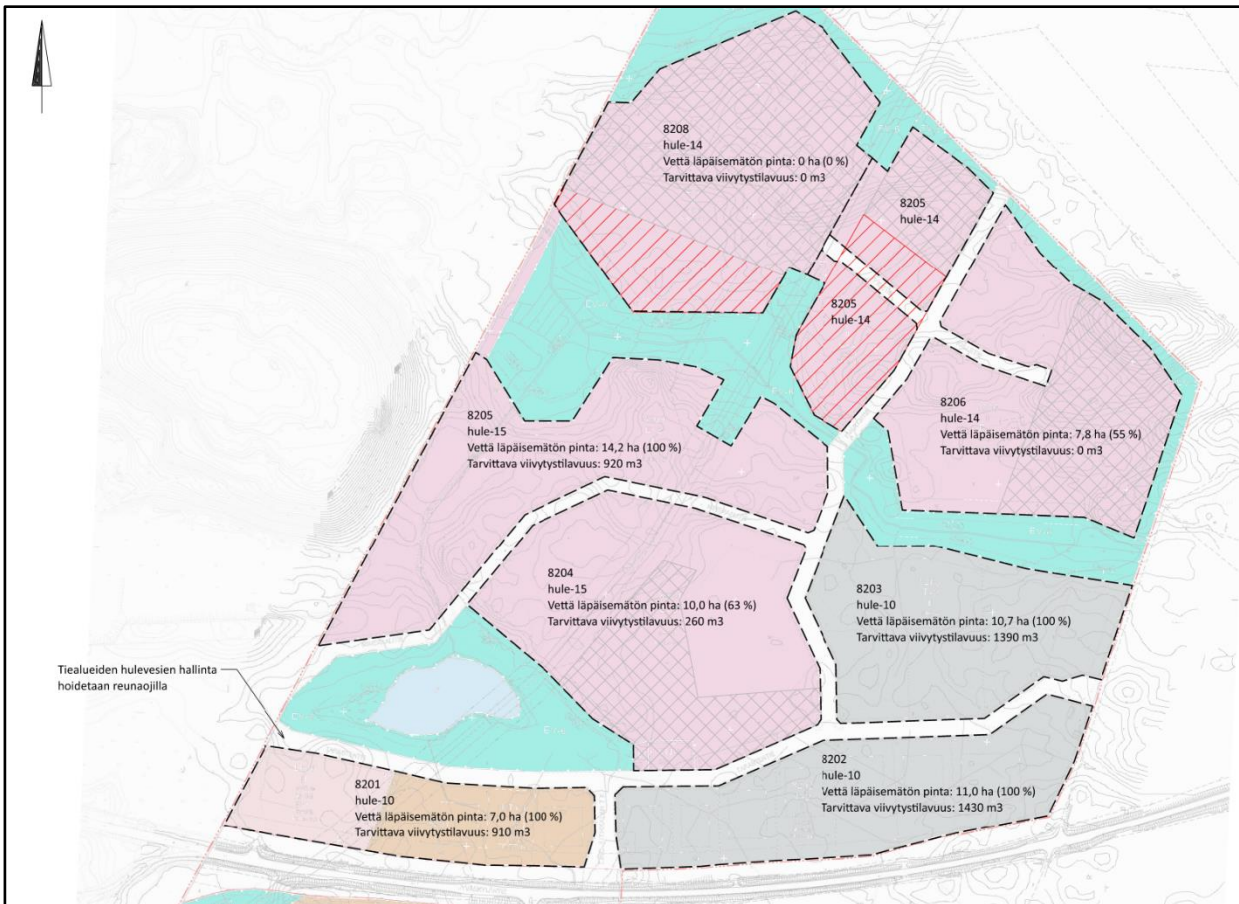 8208
hule-14
Vettä läpäisemätön pinta: 0 ha (0 %)
Tarvittava viivytystilavuus: 0 m3
8205
hule-14
8205
hule-14
8206
hule-14
Vettä läpäisemätön pinta: 7,8 ha (55 %)
Tarvittava viivytystilavuus: 0 m3
8205
hule-15
Vettä läpäisemätön pinta: 14,2 ha (100 %)
Tarvittava viivytystilavuus: 920 m3
8204
hule-15
Vettä läpäisemätön pinta: 10,0 ha (63 %)
Tarvittava viivytystilavuus: 260 m3
8203
hule-10
Vettä läpäisemätön pinta: 10,7 ha (100 %)
Tarvittava viivytystilavuus: 1390 m3
Tiealueiden hulevesien hallinta
hoidetaan reunaojilla
8202
hule-10
Vettä läpäisemätön pinta: 11,0 ha (100 %)
Tarvittava viivytystilavuus: 1430 m3
8201
hule-10
Vettä läpäisemätön pinta: 7,0 ha (100 %)
Tarvittava viivytystilavuus: 910 m3